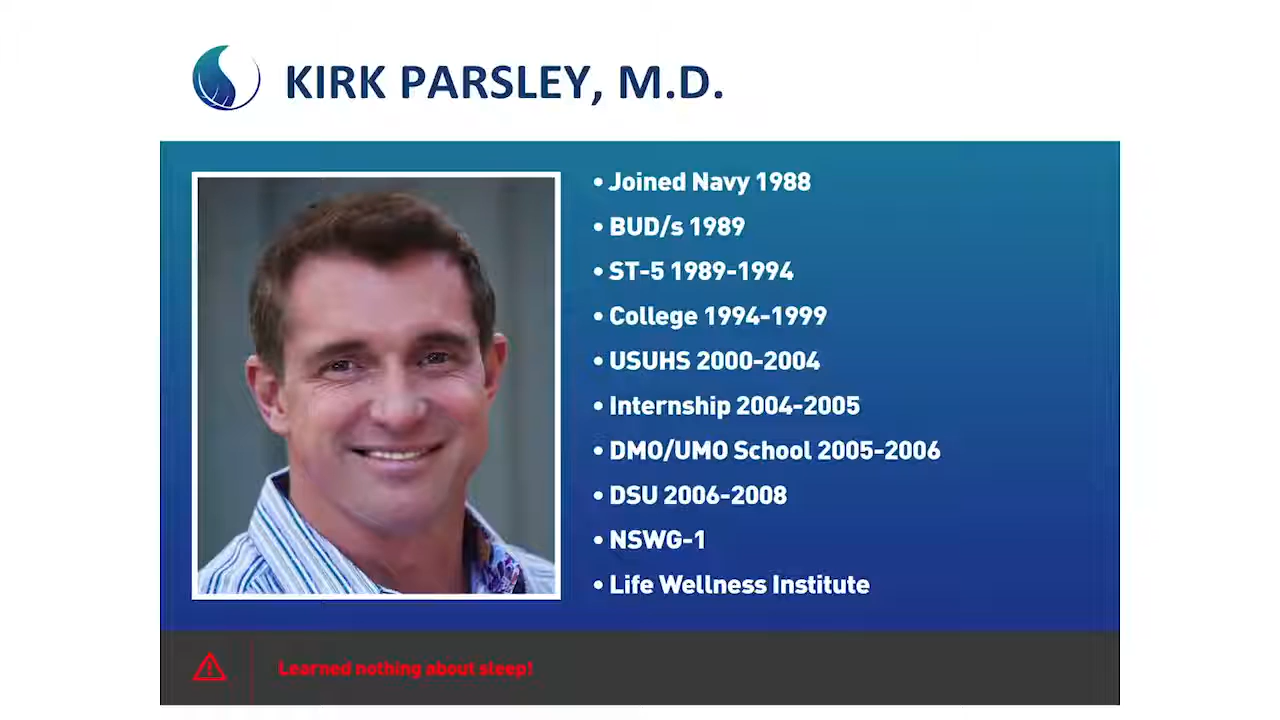 KIRK PARSLEY, M.D.
• Joined Navy 1988
• BUD/s 1989
• ST-5 1989-1994
• College 1994-1999
• USUHS 2000-2004
• Internship 2004-2005
• DMO/UMO School 2005-2006
• DSU 2006-2008
• NSWG-1
• Life Wellness Institute
Learned nothing about sleep!